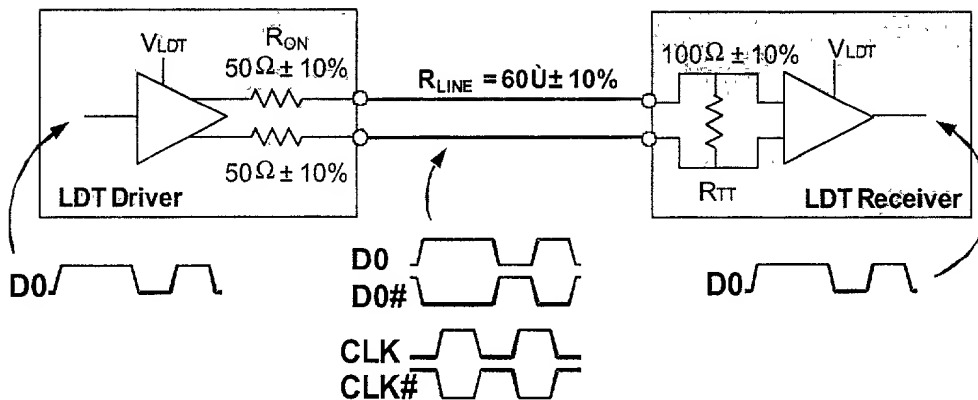 VLDT
RON
50Ω ± 10%
RLINE = 60Ù± 10%
100Ω ± 10%
VLDT
50Ω ± 10%
LDT Driver
RTT
LDT Receiver
D0
D0
D0#
D0
CLK
CLK#